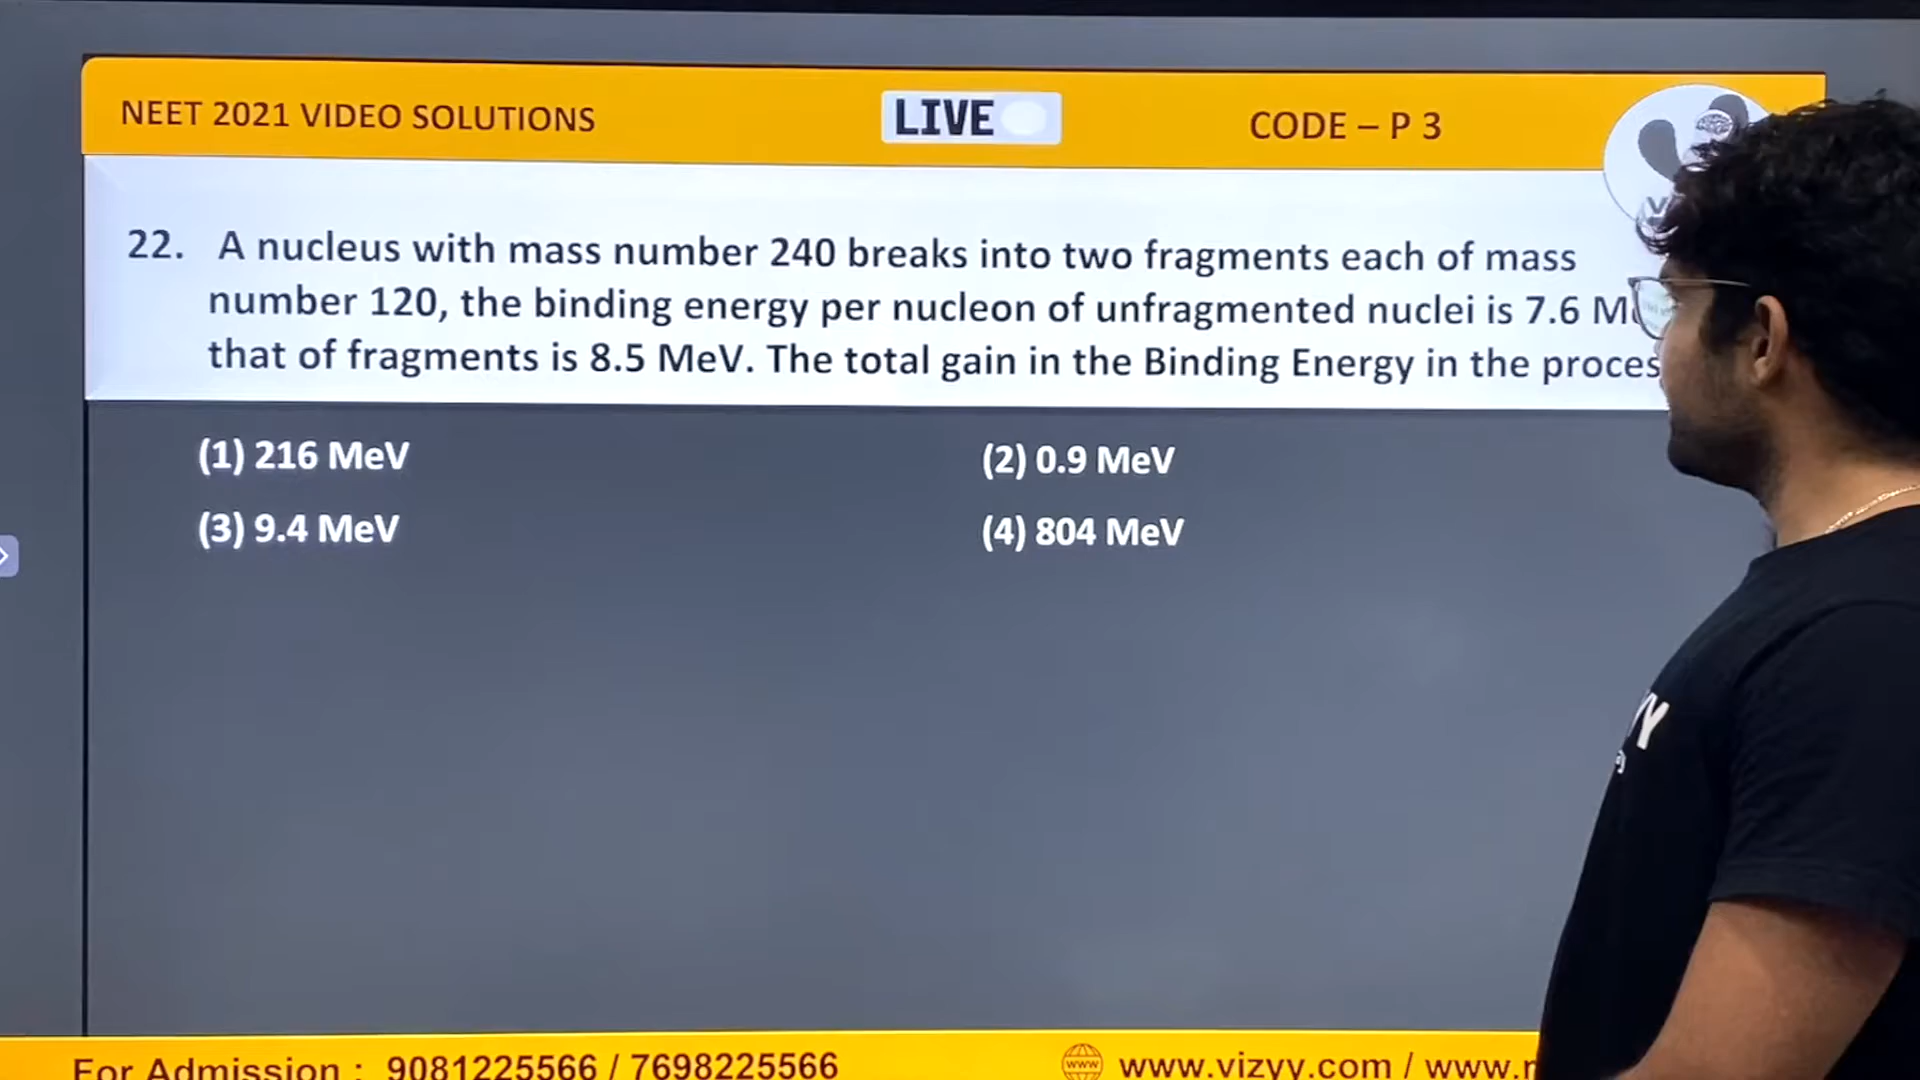 NEET 2021 VIDEO SOLUTIONS
LIVE
CODE – P 3
22. A nucleus with mass number 240 breaks into two fragments each of mass
number 120, the binding energy per nucleon of unfragmented nuclei is 7.6
that of fragments is 8.5 MeV. The total gain in the Binding Energy in the
(1) 216 MeV
(2) 0.9 MeV
(3) 9.4 MeV
(4) 804 MeV
For Admission : 9081225566 / 7698225566
www.vizyy.com /